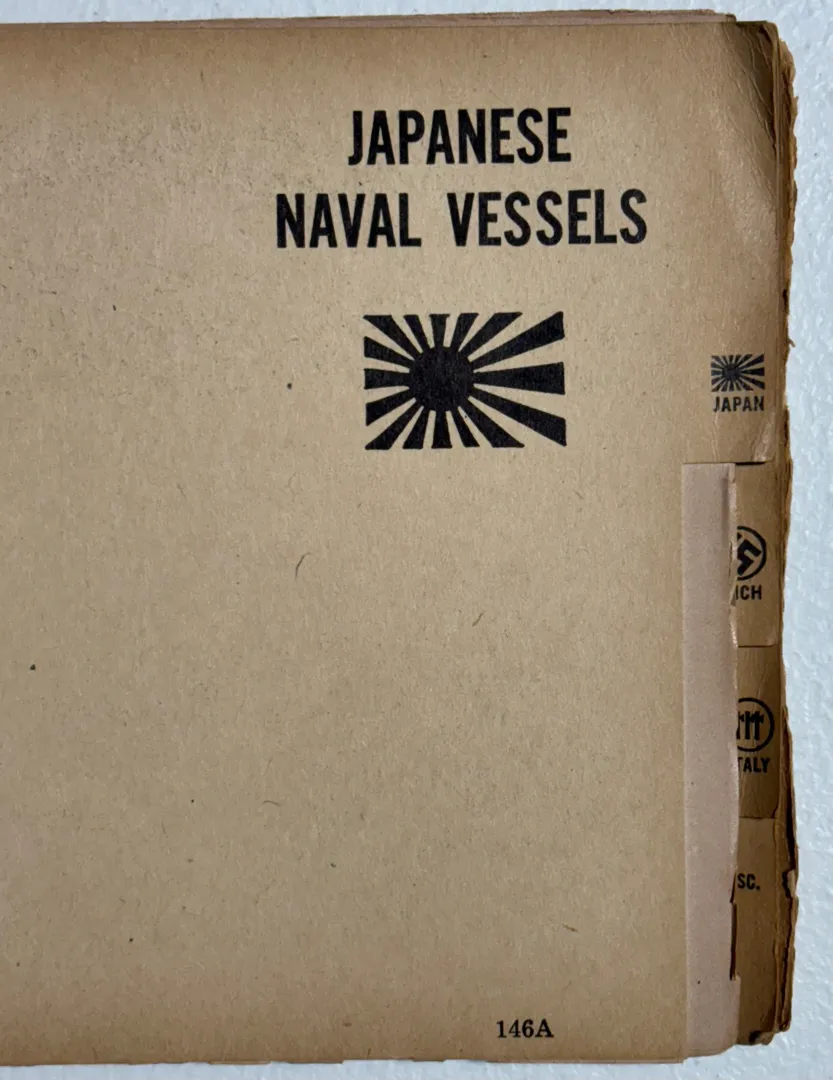 JAPANESE
NAVAL VESSELS
JAPAN
ICH
TALY
SC.
146A